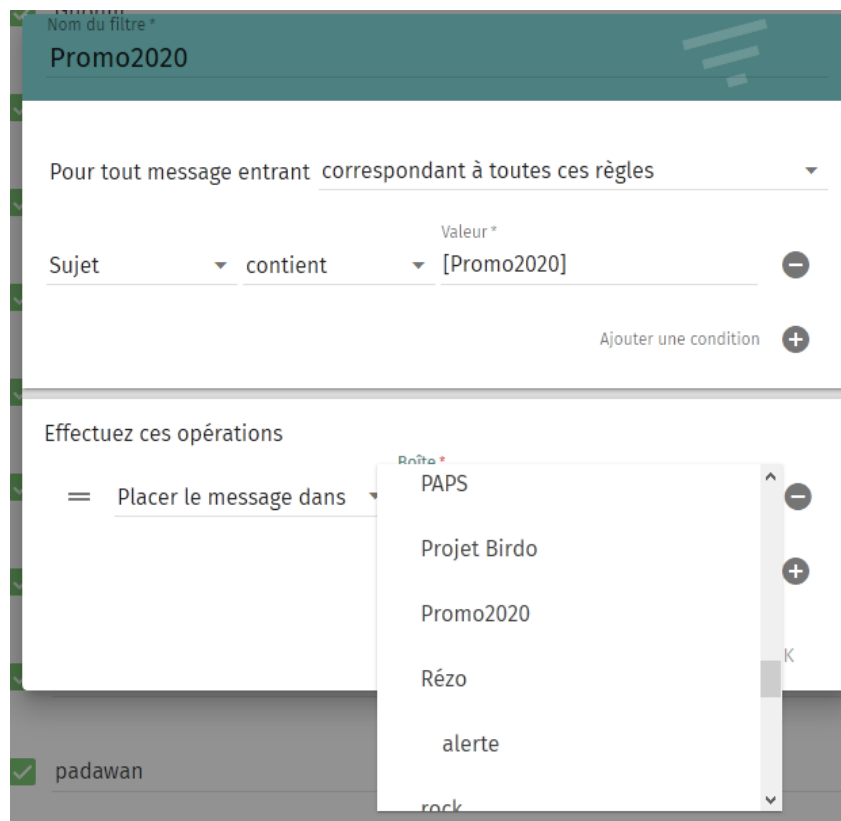 Nom du filtre *
Promo2020
Pour tout message entrant correspondant à toutes ces règles
Valeur *
Sujet contient [Promo2020]
Ajouter une condition
Effectuez ces opérations
Boîte *
Placer le message dans
PAPS
Projet Birdo
Promo2020
Rézo
K
alerte
padawan
rock